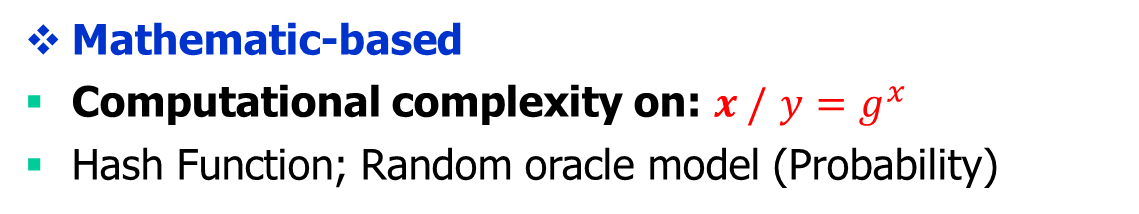 ❖ Mathematic-based
▪ Computational complexity on: x / y = g^x
▪ Hash Function; Random oracle model (Probability)